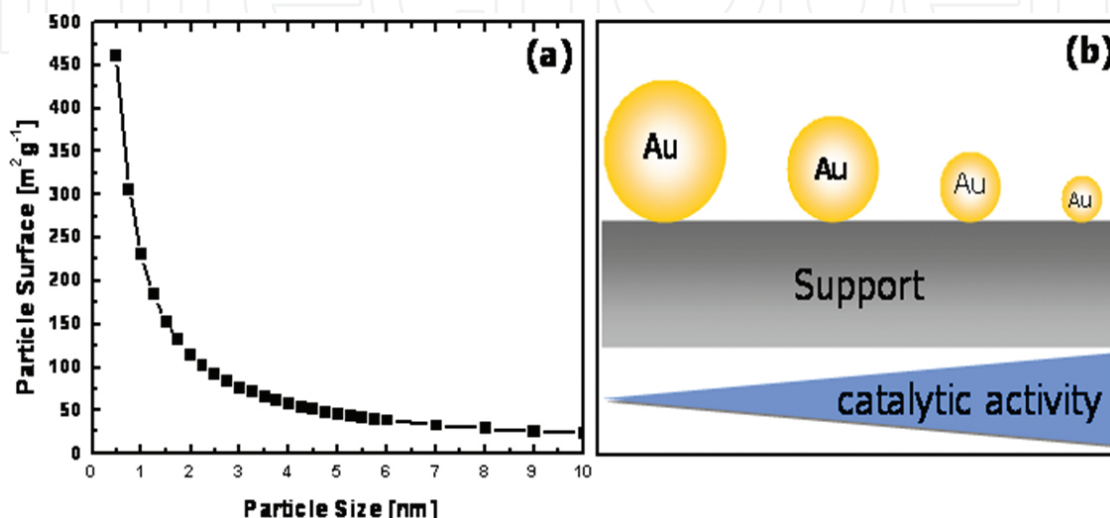 (a)
500
450
400
350
300
250
200
150
100
50
0
Particle Surface [m² g⁻¹]
0 1 2 3 4 5 6 7 8 9 10
Particle Size [nm]
(b)
Au Au Au Au
Support
catalytic activity